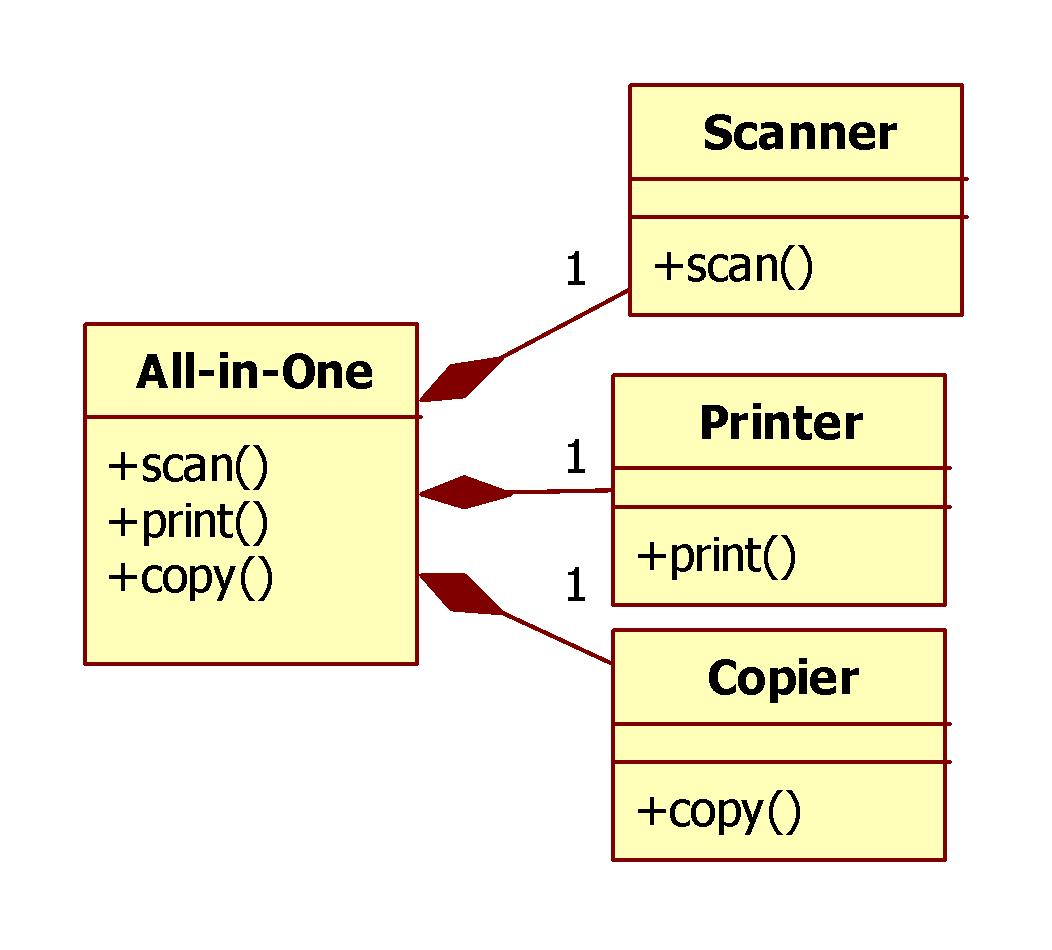 Scanner
+scan()
1
All-in-One
+scan()
+print()
+copy()
Printer
+print()
1
Copier
+copy()
1